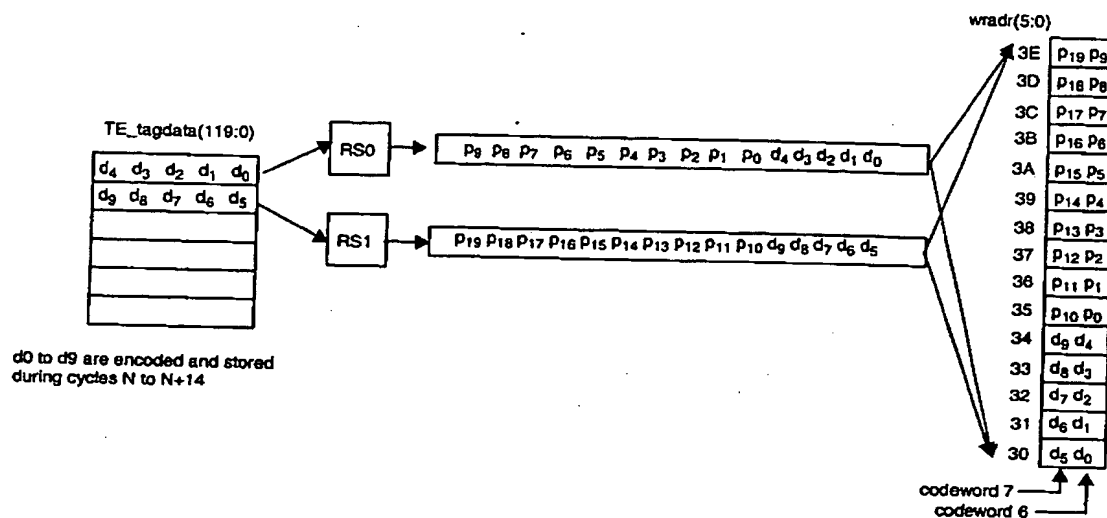 wradr(5:0)
TE_tagdata(119:0)
d4 d3 d2 d1 d0
d9 d8 d7 d6 d5
RS0
p9 p8 p7 p6 p5 p4 p3 p2 p1 p0 d4 d3 d2 d1 d0
RS1
p19 p18 p17 p16 p15 p14 p13 p12 p11 p10 d9 d8 d7 d6 d5
d0 to d9 are encoded and stored
during cycles N to N+14
3E p19 p9
3D p18 p8
3C p17 p7
3B p16 p6
3A p15 p5
39 p14 p4
38 p13 p3
37 p12 p2
36 p11 p1
35 p10 p0
34 d9 d4
33 d8 d3
32 d7 d2
31 d6 d1
30 d5 d0
codeword 7
codeword 6